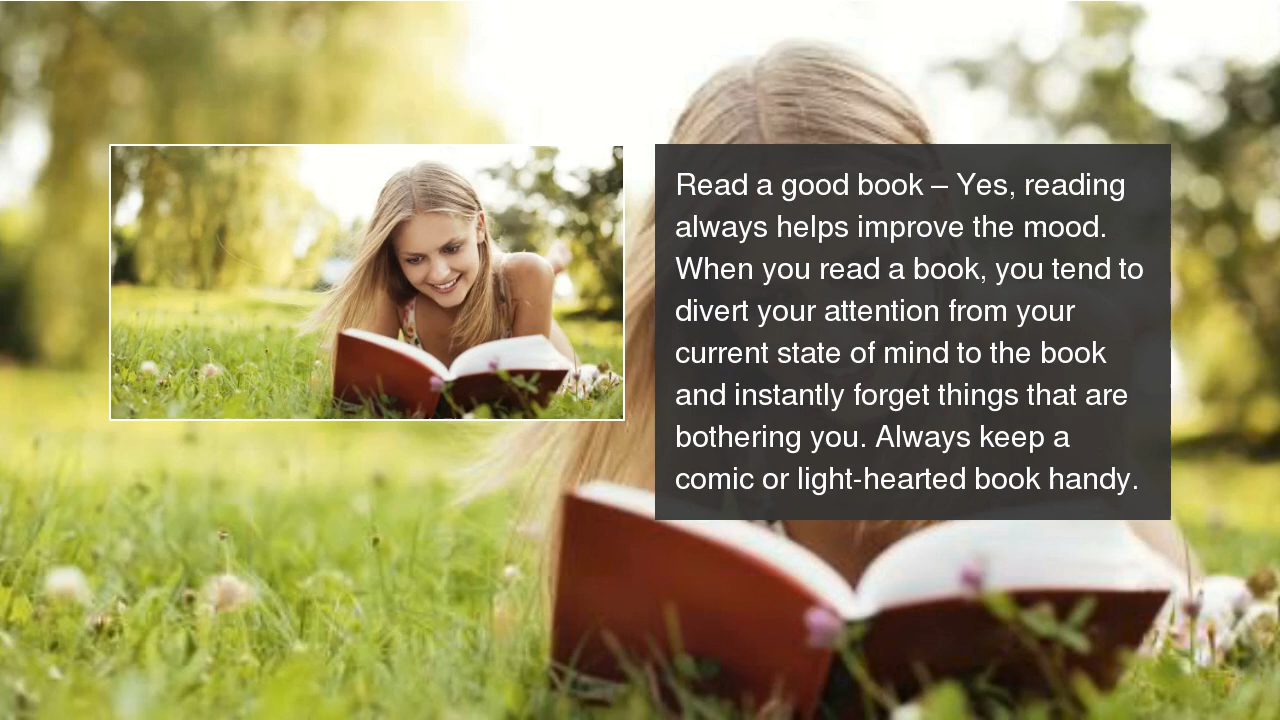 Read a good book – Yes, reading
always helps improve the mood.
When you read a book, you tend to
divert your attention from your
current state of mind to the book
and instantly forget things that are
bothering you. Always keep a
comic or light-hearted book handy.